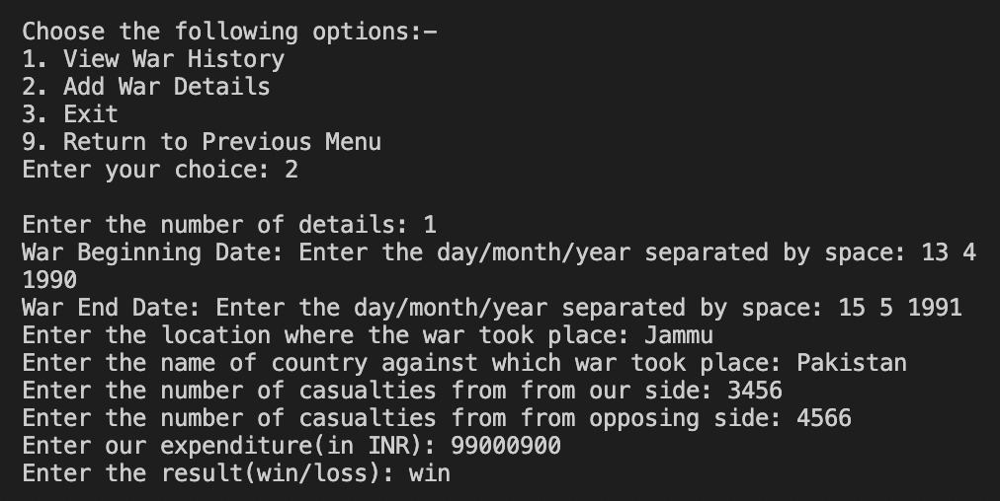 Choose the following options:-
1. View War History
2. Add War Details
3. Exit
9. Return to Previous Menu
Enter your choice: 2
Enter the number of details: 1
War Beginning Date: Enter the day/month/year separated by space: 13 4
1990
War End Date: Enter the day/month/year separated by space: 15 5 1991
Enter the location where the war took place: Jammu
Enter the name of country against which war took place: Pakistan
Enter the number of casualties from from our side: 3456
Enter the number of casualties from from opposing side: 4566
Enter our expenditure(in INR): 99000900
Enter the result(win/loss): win